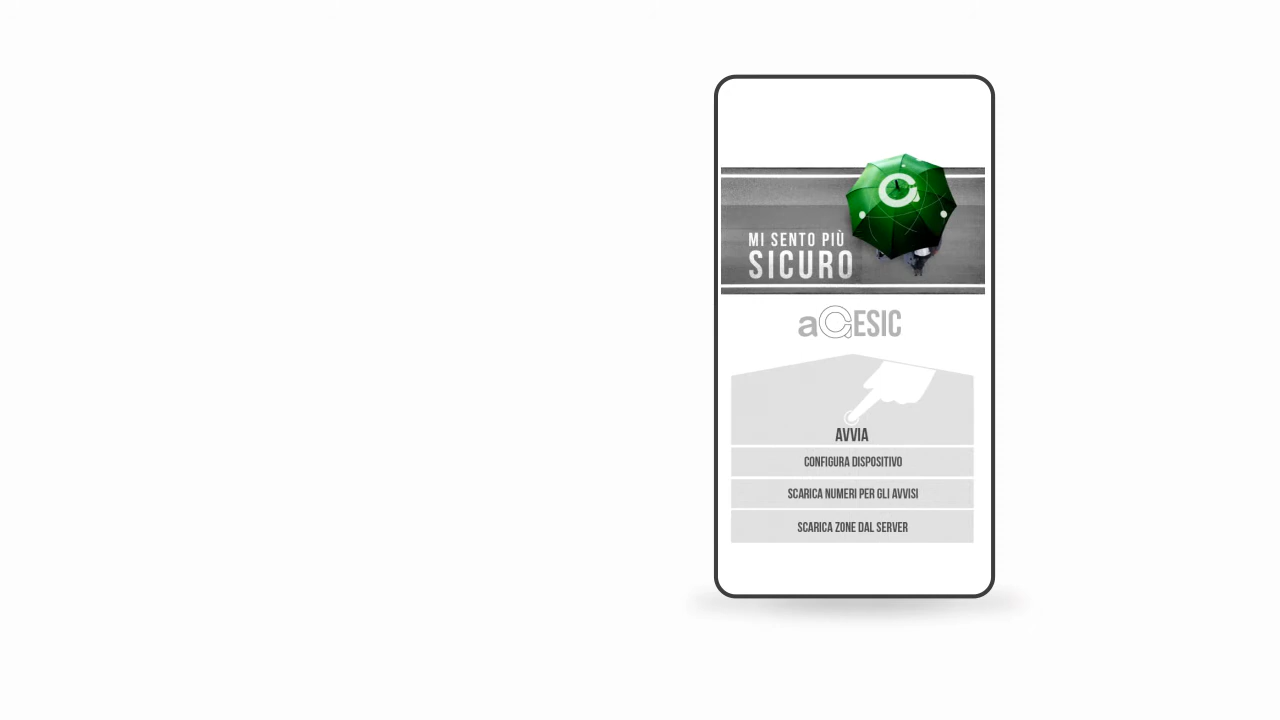 MI SENTO PIÙ
SICURO
aGESIC
AVVIA
CONFIGURA DISPOSITIVO
SCARICA NUMERI PER GLI AVVISI
SCARICA ZONE DAL SERVER